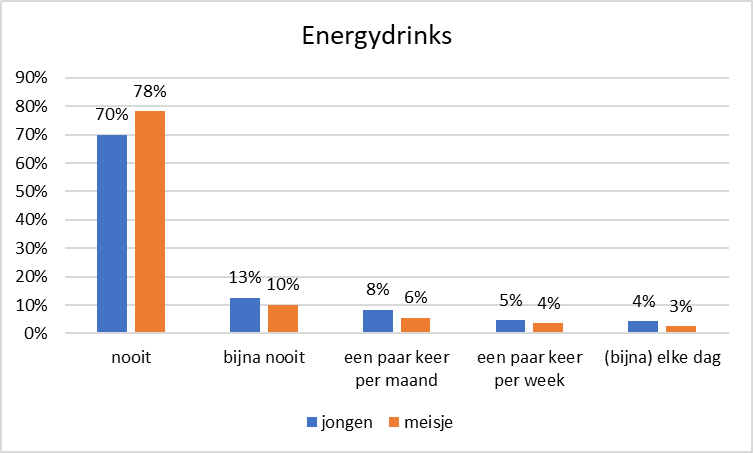 Energydrinks
90%
80%
70%
60%
50%
40%
30%
20%
10%
0%
70% 78%
13% 10%
8% 6%
5% 4%
4% 3%
nooit
bijna nooit
een paar keer
per maand
een paar keer
per week
(bijna) elke dag
jongen meisje